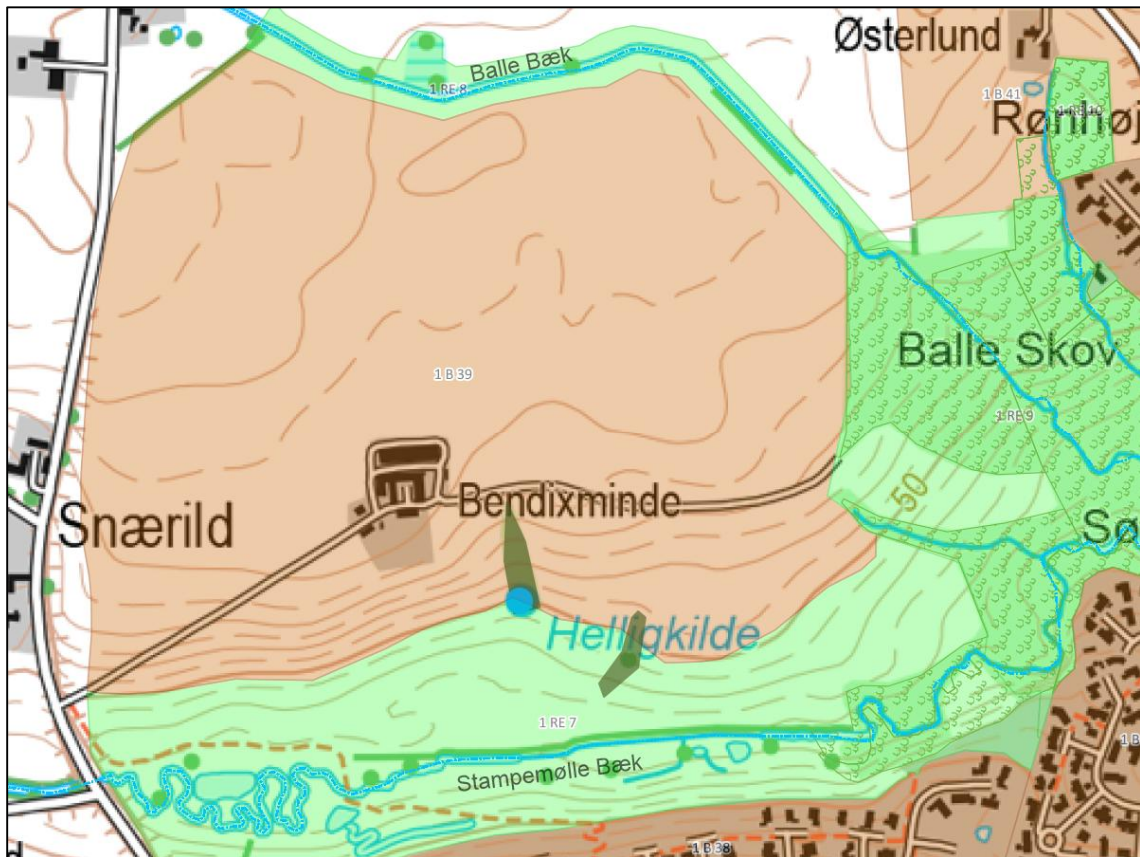 Østerlund
Balle Bæk
1 RE 8
1 B 41
Rønhøj
1 B 39
Balle Skov
1 RE 9
50
Bendixminde
Snærild
Helligkilde
1 RE 7
Stampemølle Bæk
1 B 38